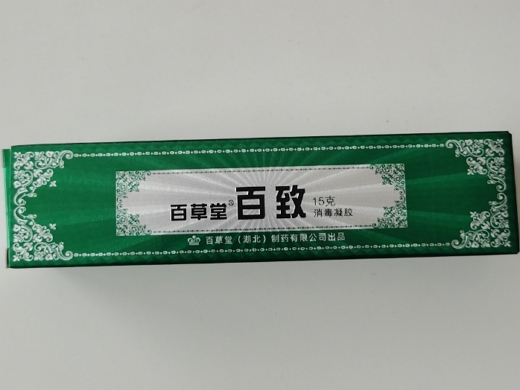 百草堂®百致 15克
消毒凝胶
百草堂（湖北）制药有限公司出品